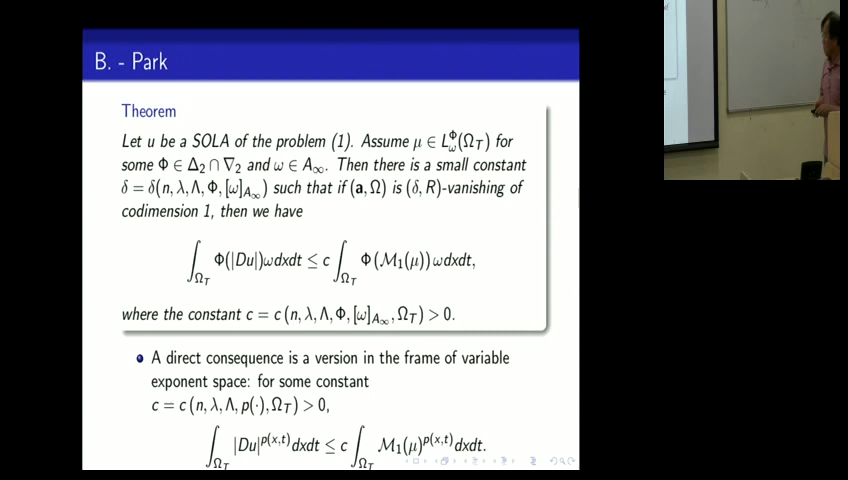 B. - Park
Theorem
Let u be a SOLA of the problem (1). Assume μ ∈ L^Φ_ω(Ω_T) for
some Φ ∈ Δ_2 ∩ ∇_2 and ω ∈ A_∞. Then there is a small constant
δ = δ(n, λ, Λ, Φ, [ω]_{A_∞}) such that if (a, Ω) is (δ, R)-vanishing of
codimension 1, then we have
∫_{Ω_T} Φ(|Du|)ωdxdt ≤ c ∫_{Ω_T} Φ(M_1(μ))ωdxdt,
where the constant c = c(n, λ, Λ, Φ, [ω]_{A_∞}, Ω_T) > 0.
• A direct consequence is a version in the frame of variable
exponent space: for some constant
c = c(n, λ, Λ, p(·), Ω_T) > 0,
∫_{Ω_T} |Du|^{p(x,t)} dxdt ≤ c ∫_{Ω_T} M_1(μ)^{p(x,t)} dxdt.